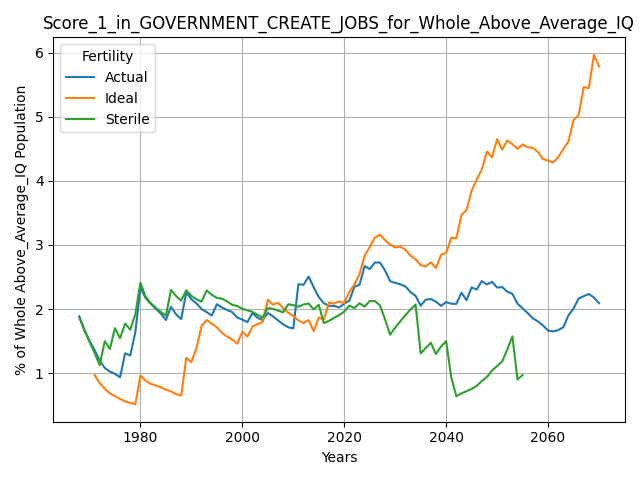 Score_1_in_GOVERNMENT_CREATE_JOBS_for_Whole_Above_Average_IQ
Fertility
Actual
Ideal
Sterile
% of Whole Above_Average_IQ Population
6
5
4
3
2
1
1980
2000
2020
2040
2060
Years